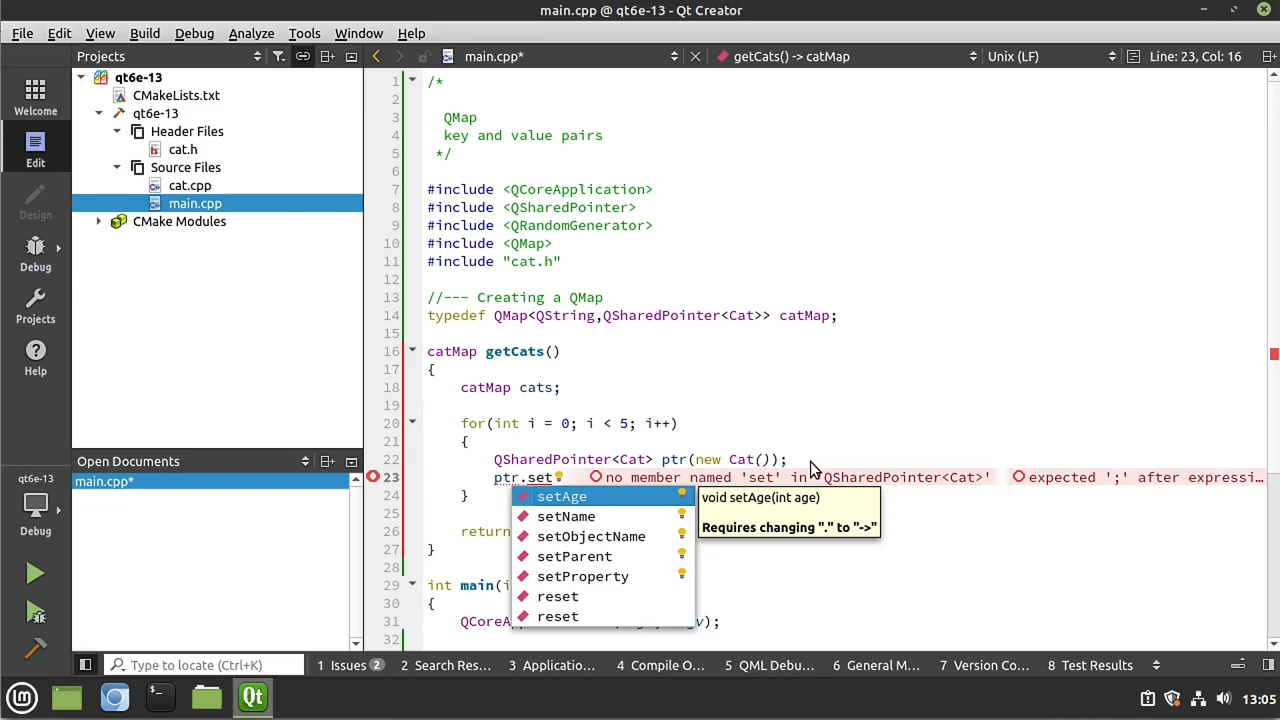 main.cpp @ qt6e-13 - Qt Creator
File Edit View Build Debug Analyze Tools Window Help
Projects main.cpp* getCats() -> catMap Unix (LF) Line: 23, Col: 16
Welcome
Edit
Design
Debug
Projects
Help
qt6e-13
Debug
qt6e-13
CMakeLists.txt
qt6e-13
Header Files
cat.h
Source Files
cat.cpp
main.cpp
CMake Modules
Open Documents
main.cpp*
1 /*
2
3 QMap
4 key and value pairs
5 */
6
7 #include <QCoreApplication>
8 #include <QSharedPointer>
9 #include <QRandomGenerator>
10 #include <QMap>
11 #include "cat.h"
12
13 //--- Creating a QMap
14 typedef QMap<QString,QSharedPointer<Cat>> catMap;
15
16 catMap getCats()
17 {
18 catMap cats;
19
20 for(int i = 0; i < 5; i++)
21 {
22 QSharedPointer<Cat> ptr(new Cat());
23 ptr.set no member named 'set' in 'QSharedPointer<Cat>' expected ';' after expressi…
24 }
25
26 return
27 }
28
29 int main(i
30 {
31 QCoreA v);
32
setAge
setName
setObjectName
setParent
setProperty
reset
reset
void setAge(int age)
Requires changing "." to "->"
Type to locate (Ctrl+K) 1 Issues 2 2 Search Res... 3 Applicatio... 4 Compile O... 5 QML Debu... 6 General M... 7 Version Co... 8 Test Results
Qt 13:05